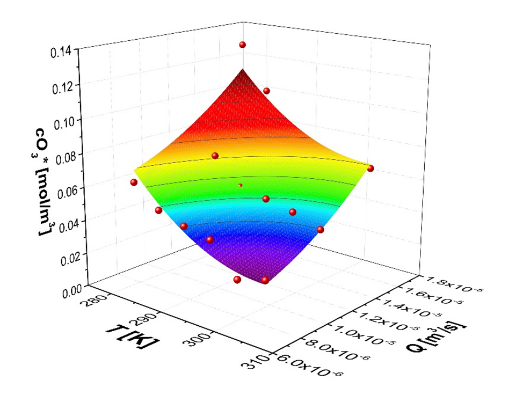 0.14
0.12
0.10
0.08
0.06
0.04
0.02
0.00
cO₃* [mol/m³]
280
290
300
310
T [K]
6.0x10⁻⁶
8.0x10⁻⁶
1.0x10⁻⁵
1.2x10⁻⁵
1.4x10⁻⁵
1.6x10⁻⁵
1.8x10⁻⁵
Q [m³/s]